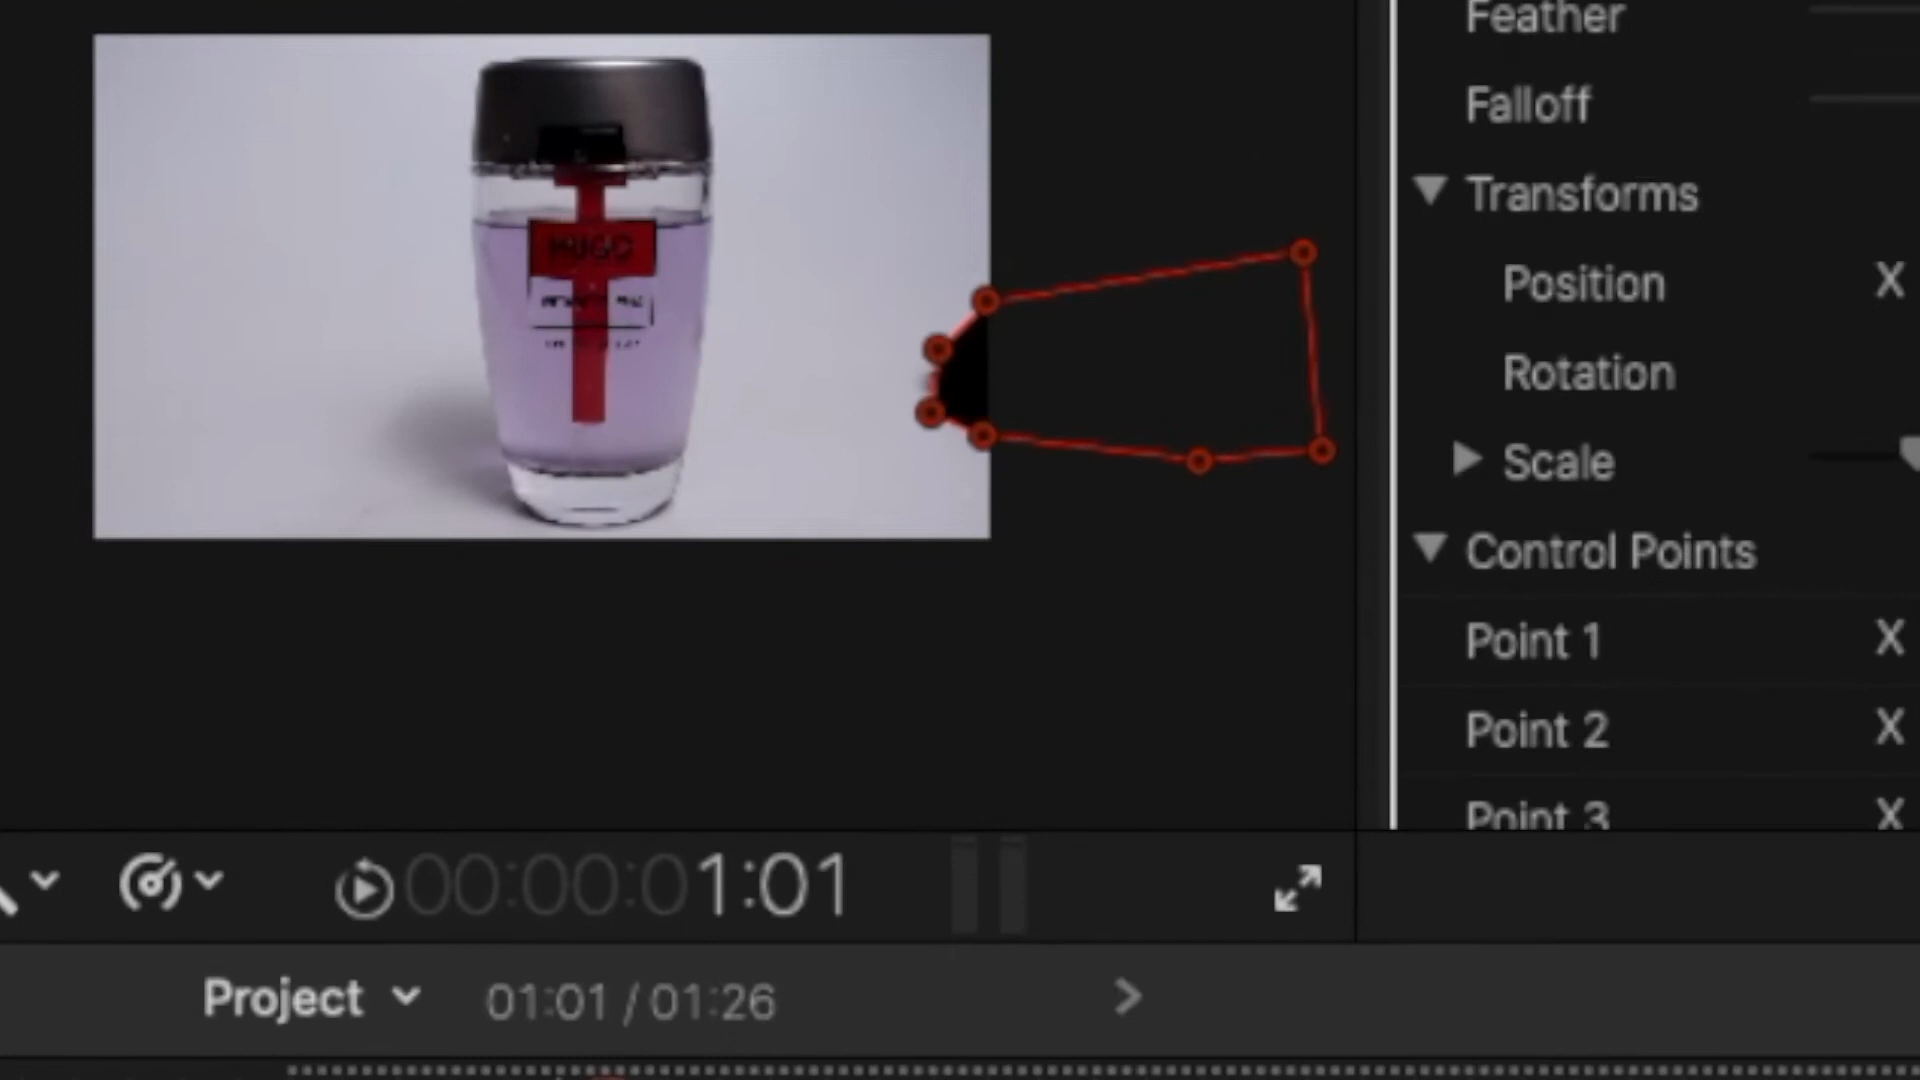 HUGO
Feather
Falloff
Transforms
Position X
Rotation
Scale
Control Points
Point 1 X
Point 2 X
Point 3 X
00:00:01:01
Project 01:01 / 01:26